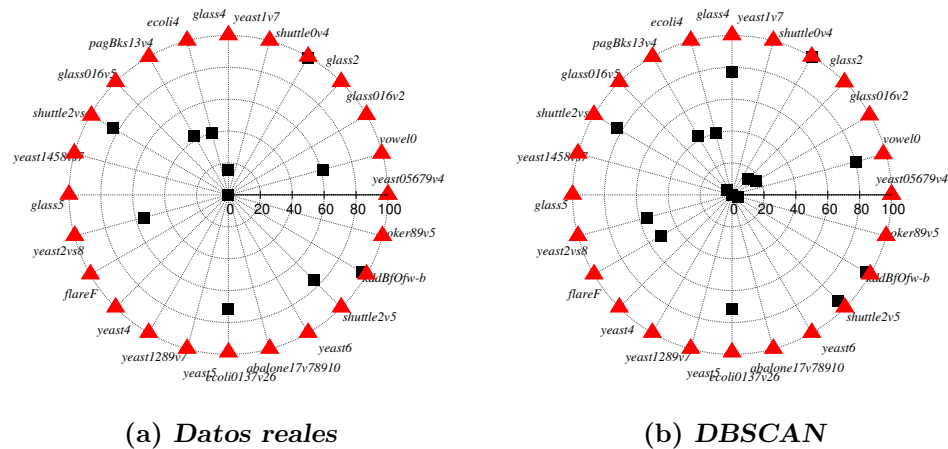 glass4 yeast1v7
ecoli4 shuttle0v4
pagBks13v4 glass2
glass016v5 glass016v2
shuttle2vs
vowel0
yeast05679v4
glass5
0 20 40 60 80 100
yeast2vs8
flareF
kddBfOfw-b
yeast4 shuttle2v5
yeast1289v7 yeast6
yeast5 abalone17v78910
ecoli0137v26
(a) Datos reales
glass4 yeast1v7
ecoli4 shuttle0v4
pagBks13v4 glass2
glass016v5 glass016v2
shuttle2vs
vowel0
yeast05679v4
glass5
0 20 40 60 80 100
yeast2vs8
flareF
kddBfOfw-b
yeast4 shuttle2v5
yeast1289v7 yeast6
yeast5 abalone17v78910
ecoli0137v26
(b) DBSCAN